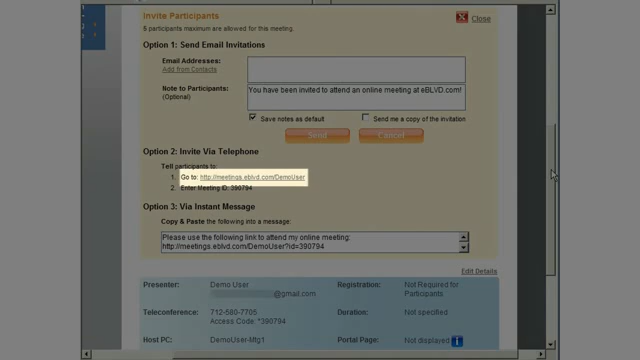 Invite Participants
Close
5 participants maximum are allowed for this meeting.
Option 1: Send Email Invitations
Email Addresses:
Add from Contacts
Note to Participants:
(Optional)
You have been invited to attend an online meeting at eBLVD.com!
Save notes as default
Send me a copy of the invitation
Send
Cancel
Option 2: Invite Via Telephone
Tell participants to:
1. Go to: http://meetings.eblvd.com/DemoUser
2. Enter Meeting ID: 390794
Option 3: Via Instant Message
Copy & Paste the following into a message:
Please use the following link to attend my online meeting:
http://meetings.eblvd.com/DemoUser?id=390794
Edit Details
Presenter: Demo User
@gmail.com
Registration: Not Required for Participants
Teleconference: 712-580-7705
Access Code: *390794
Duration: Not specified
Host PC: DemoUser-Mtg1
Portal Page: Not displayed